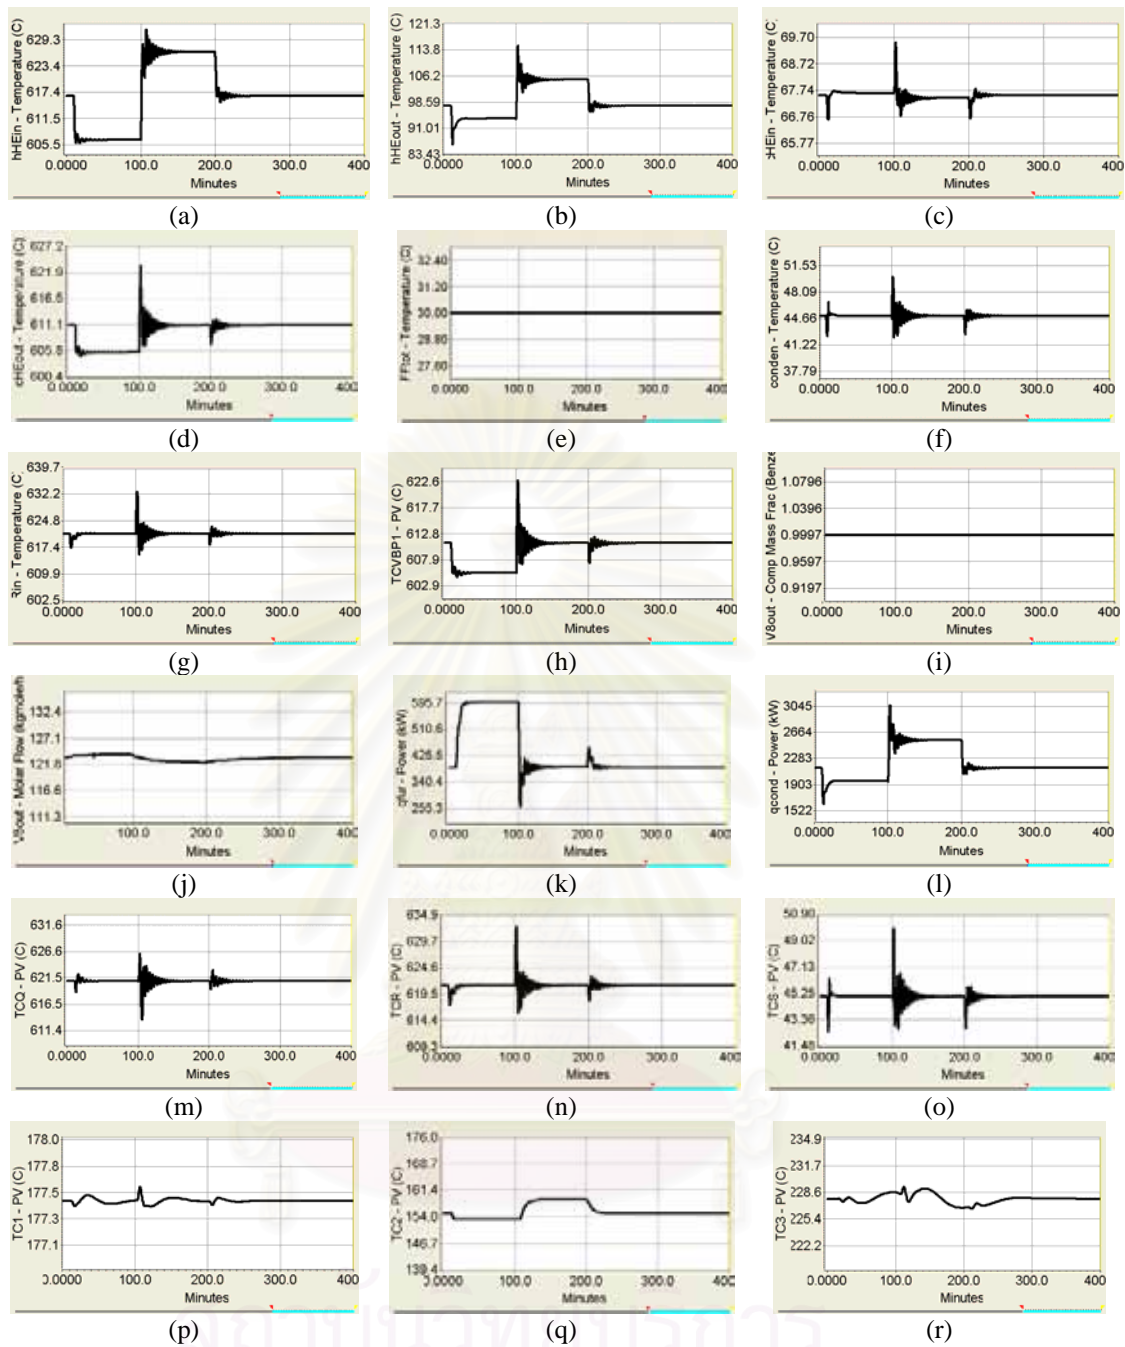 hHEin - Temperature (C)
629.3
623.4
617.4
611.5
605.5
0.0000 100.0 200.0 300.0 400
Minutes
(a)
hHEout - Temperature (C)
121.3
113.8
106.2
98.59
91.01
83.43
0.0000 100.0 200.0 300.0 400
Minutes
(b)
cHEin - Temperature (C)
69.70
68.72
67.74
66.76
65.77
0.0000 100.0 200.0 300.0 400
Minutes
(c)
cHEout - Temperature (C)
627.2
621.9
616.5
611.1
605.8
600.4
0.0000 100.0 200.0 300.0 400
Minutes
(d)
FFtot - Temperature (C)
32.40
31.20
30.00
28.80
27.60
0.0000 100.0 200.0 300.0 400
Minutes
(e)
conden - Temperature (C)
51.53
48.09
44.66
41.22
37.79
0.0000 100.0 200.0 300.0 400
Minutes
(f)
Rin - Temperature (C)
639.7
632.2
624.8
617.4
609.9
602.5
0.0000 100.0 200.0 300.0 400
Minutes
(g)
TCVBP1 - PV (C)
622.6
617.7
612.8
607.9
602.9
0.0000 100.0 200.0 300.0 400
Minutes
(h)
V8out - Comp Mass Frac (Benze
1.0796
1.0396
0.9997
0.9597
0.9197
0.0000 100.0 200.0 300.0 400
Minutes
(i)
V8out - Molar Flow (kgmole/h
132.4
127.1
121.8
116.6
111.3
100.0 200.0 300.0 400
Minutes
(j)
qfur - Power (kW)
595.7
510.6
425.5
340.4
255.3
0.0000 100.0 200.0 300.0 400
Minutes
(k)
qcond - Power (kW)
3045
2664
2283
1903
1522
0.0000 100.0 200.0 300.0 400
Minutes
(l)
TCQ - PV (C)
631.6
626.6
621.5
616.5
611.4
0.0000 100.0 200.0 300.0 400
Minutes
(m)
TCR - PV (C)
634.9
629.7
624.6
619.5
614.4
609.3
0.0000 100.0 200.0 300.0 400
Minutes
(n)
TCS - PV (C)
50.90
49.02
47.13
45.25
43.36
41.48
0.0000 100.0 200.0 300.0 400
Minutes
(o)
TC1 - PV (C)
178.0
177.8
177.5
177.3
177.1
0.0000 100.0 200.0 300.0 400
Minutes
(p)
TC2 - PV (C)
176.0
168.7
161.4
154.0
146.7
139.4
0.0000 100.0 200.0 300.0 400
Minutes
(q)
TC3 - PV (C)
234.9
231.7
228.6
225.4
222.2
0.0000 100.0 200.0 300.0 400
Minutes
(r)